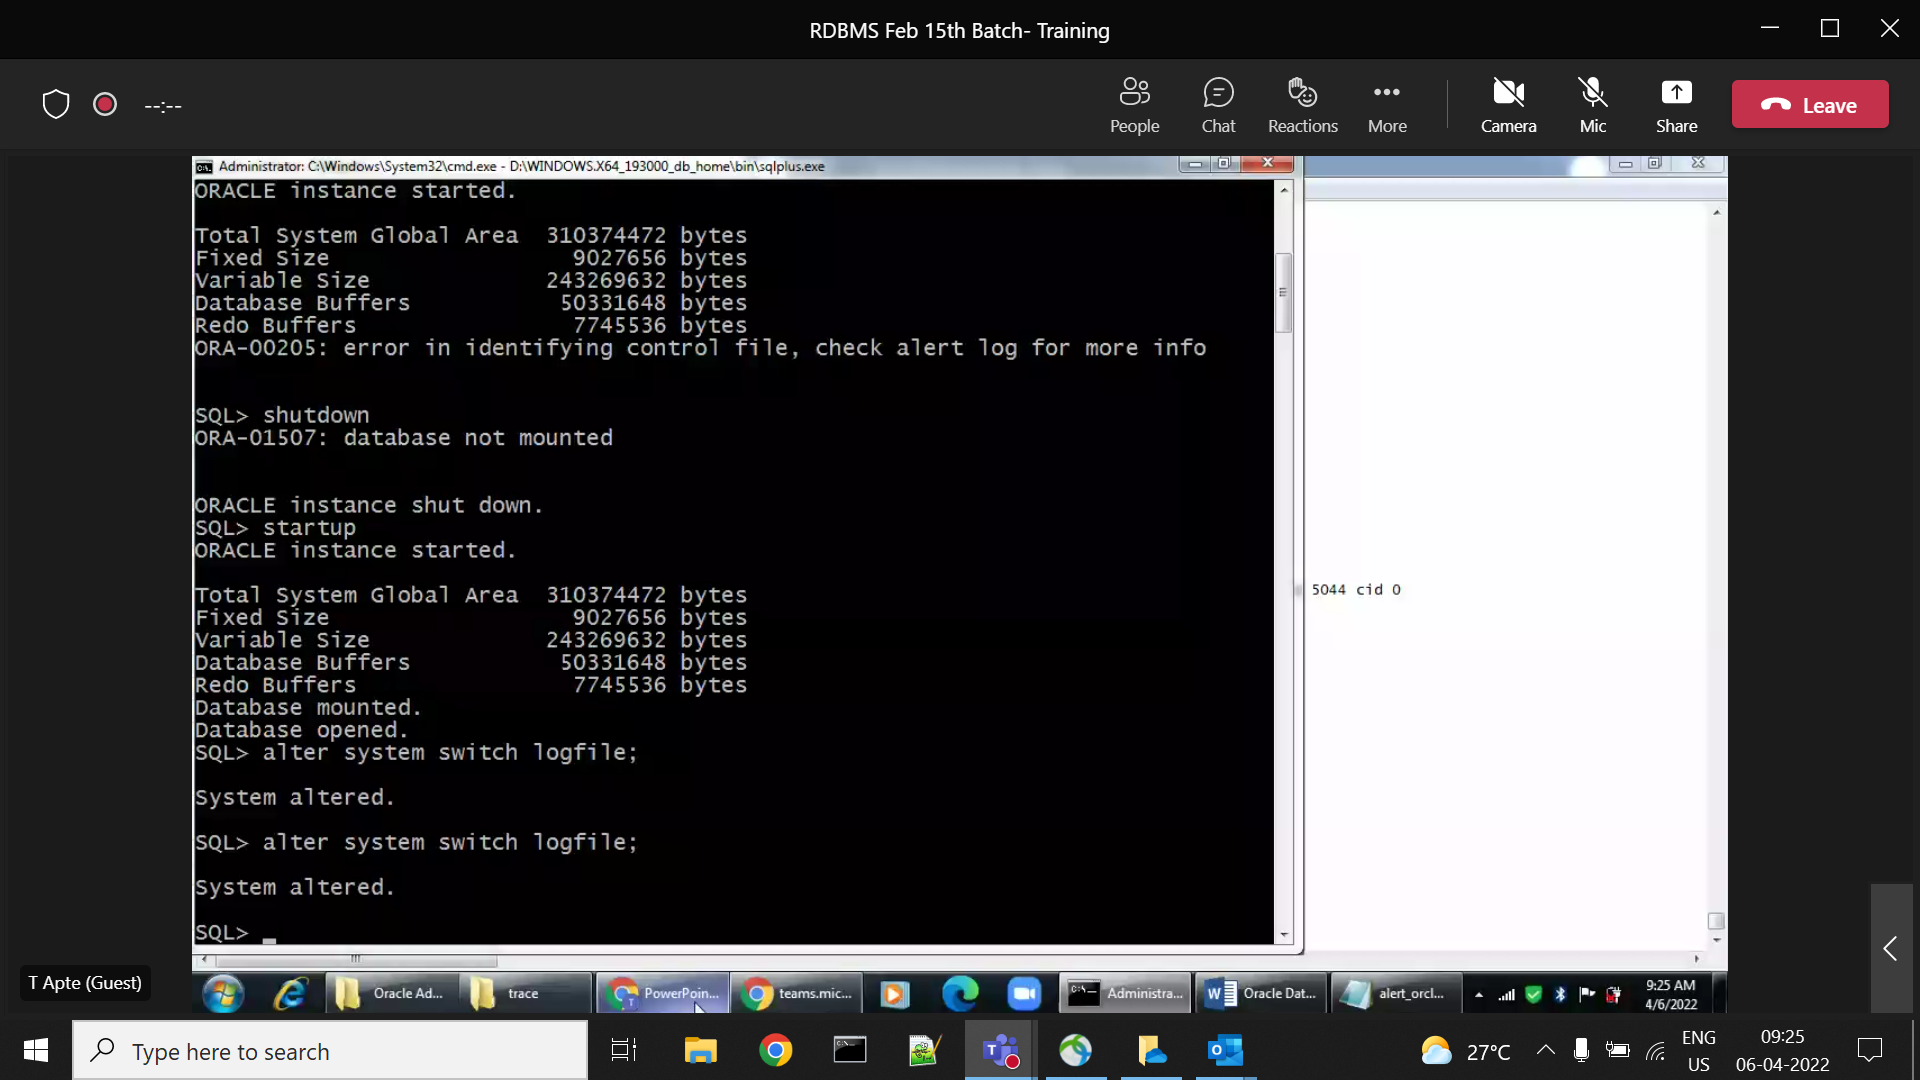 RDBMS Feb 15th Batch- Training
--:--
People
Chat
Reactions
More
Camera
Mic
Share
Leave
Administrator: C:\Windows\System32\cmd.exe - D:\WINDOWS.X64_193000_db_home\bin\sqlplus.exe
ORACLE instance started.
Total System Global Area 310374472 bytes
Fixed Size 9027656 bytes
Variable Size 243269632 bytes
Database Buffers 50331648 bytes
Redo Buffers 7745536 bytes
ORA-00205: error in identifying control file, check alert log for more info
SQL> shutdown
ORA-01507: database not mounted
ORACLE instance shut down.
SQL> startup
ORACLE instance started.
Total System Global Area 310374472 bytes
Fixed Size 9027656 bytes
Variable Size 243269632 bytes
Database Buffers 50331648 bytes
Redo Buffers 7745536 bytes
Database mounted.
Database opened.
SQL> alter system switch logfile;
System altered.
SQL> alter system switch logfile;
System altered.
SQL>
5044 cid 0
T Apte (Guest)
Oracle Ad...
trace
PowerPoin...
teams.mic...
Administra...
Oracle Dat...
alert_orcl...
9:25 AM
4/6/2022
Type here to search
27°C
ENG
US
09:25
06-04-2022